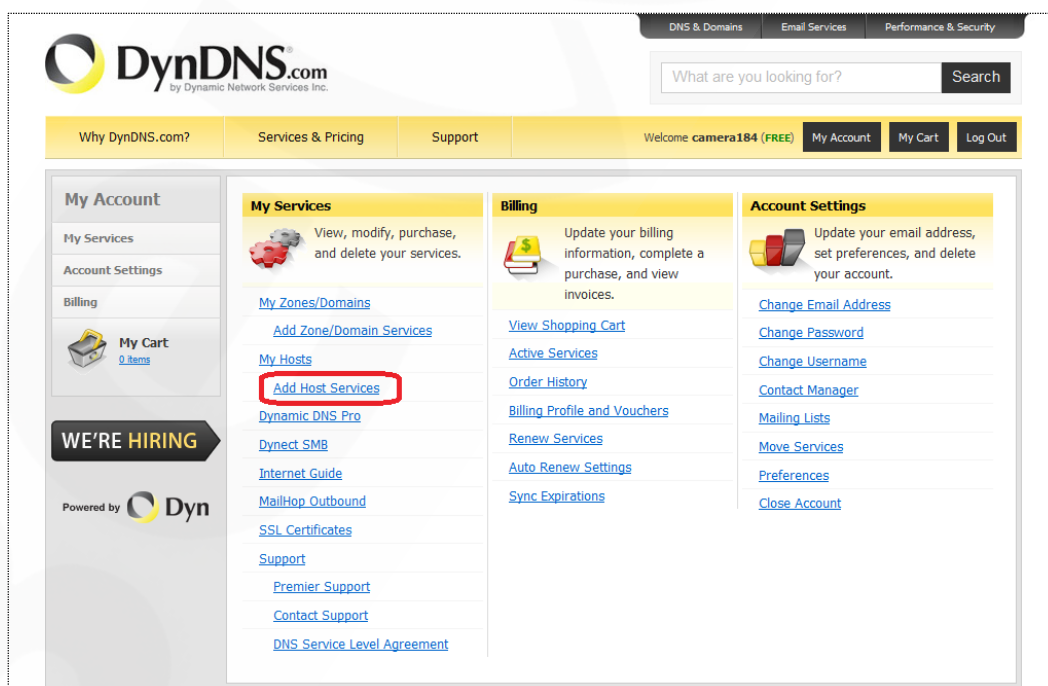 DNS & Domains Email Services Performance & Security
DynDNS.com
by Dynamic Network Services Inc.
What are you looking for? Search
Why DynDNS.com? Services & Pricing Support Welcome camera184 (FREE) My Account My Cart Log Out
My Account
My Services
Account Settings
Billing
My Cart
0 items
WE'RE HIRING
Powered by Dyn
My Services
View, modify, purchase,
and delete your services.
My Zones/Domains
Add Zone/Domain Services
My Hosts
Add Host Services
Dynamic DNS Pro
Dynect SMB
Internet Guide
MailHop Outbound
SSL Certificates
Support
Premier Support
Contact Support
DNS Service Level Agreement
Billing
Update your billing
information, complete a
purchase, and view
invoices.
View Shopping Cart
Active Services
Order History
Billing Profile and Vouchers
Renew Services
Auto Renew Settings
Sync Expirations
Account Settings
Update your email address,
set preferences, and delete
your account.
Change Email Address
Change Password
Change Username
Contact Manager
Mailing Lists
Move Services
Preferences
Close Account